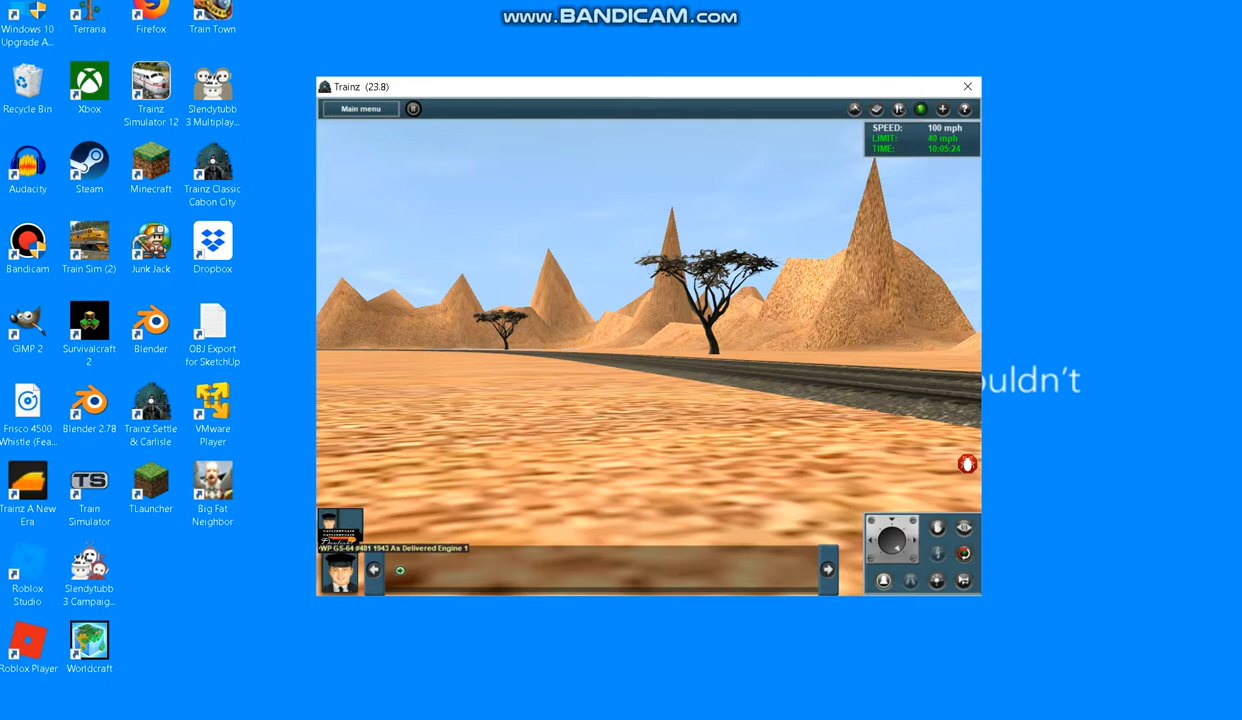 www.BANDICAM.com
Windows 10
Upgrade A...
Terraria
Firefox
Train Town
Recycle Bin
Xbox
Trainz
Simulator 12
Slendytubb
3 Multiplay...
Audacity
Steam
Minecraft
Trainz Classic
Cabon City
Bandicam
Train Sim (2)
Junk Jack
Dropbox
GIMP 2
Survivalcraft
2
Blender
OBJ Export
for SketchUp
Frisco 4500
Whistle (Fea...
Blender 2.78
Trainz Settle
& Carlisle
VMware
Player
Trainz A New
Era
TS
Train
Simulator
TLauncher
Big Fat
Neighbor
Roblox
Studio
Slendytubb
3 Campaig...
Roblox Player
Worldcraft
Trainz (23.8)
Main menu
?
SPEED: 100 mph
LIMIT: 40 mph
TIME: 10:05:24
ouldn't
WP GS-64 #481 1943 As Delivered Engine 1